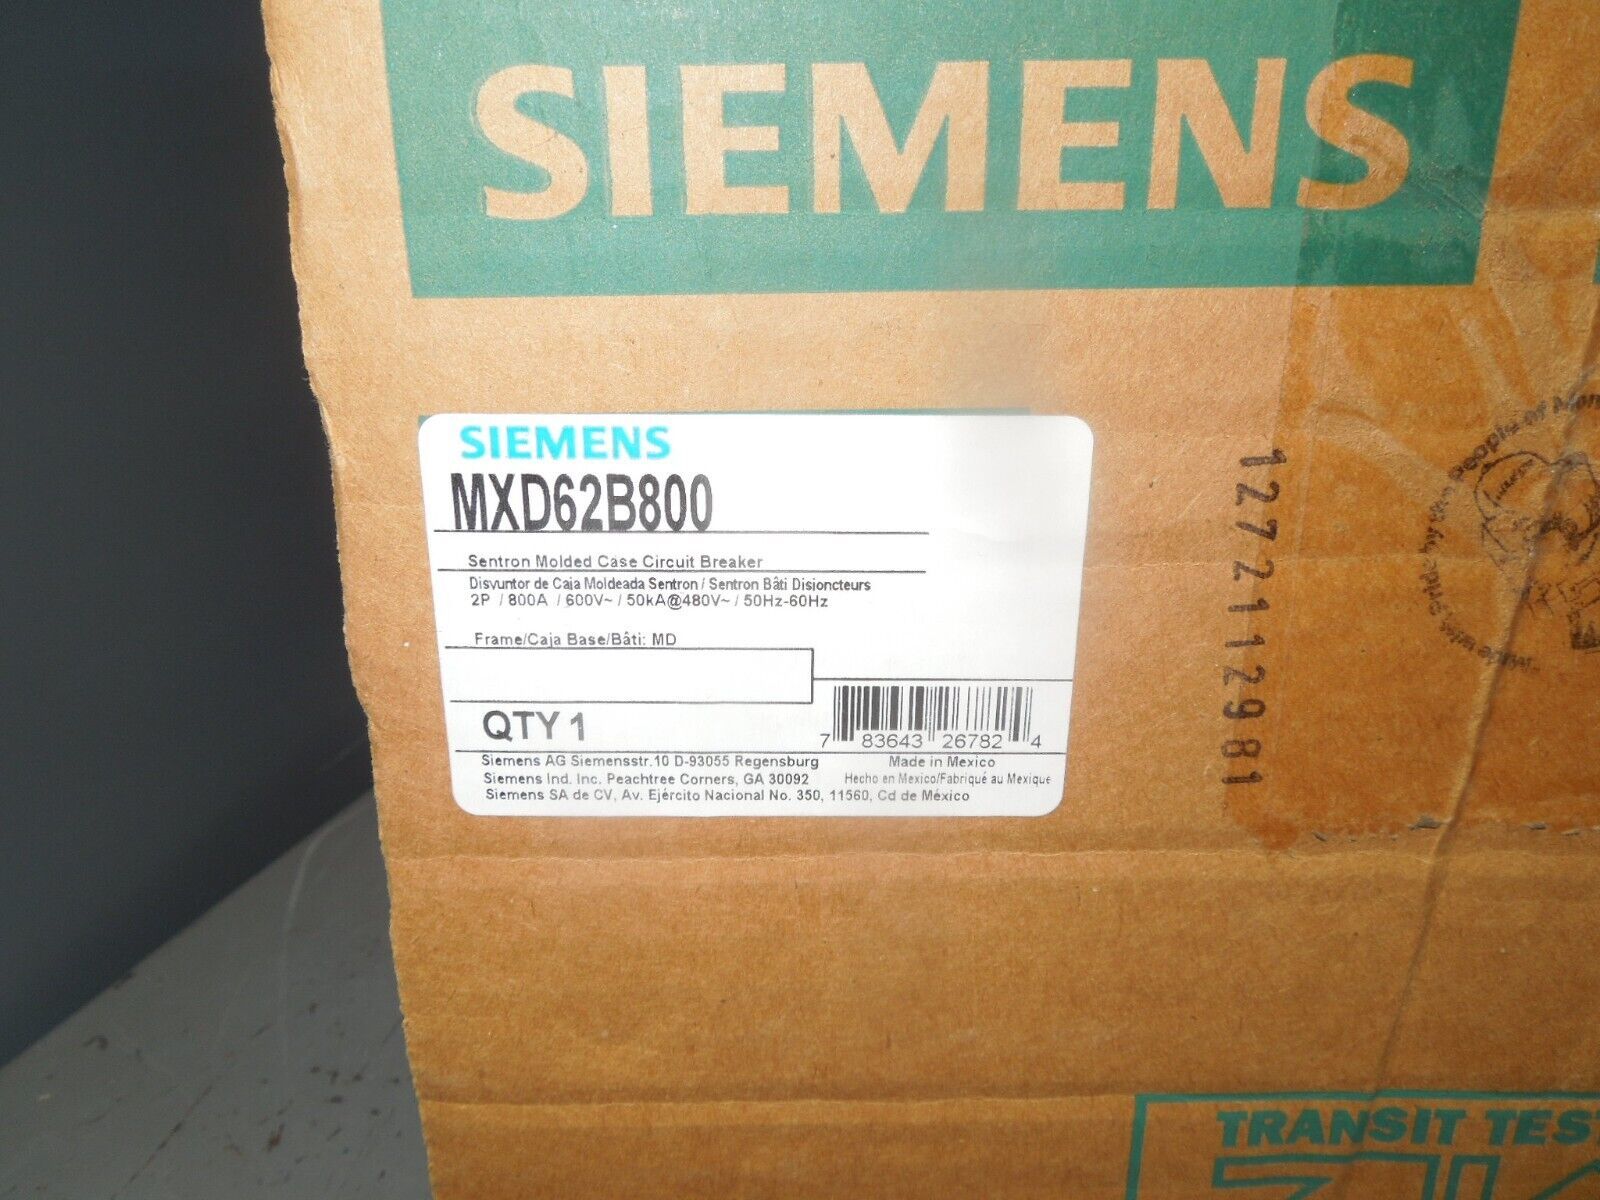 SIEMENS
SIEMENS
MXD62B800
Sentron Molded Case Circuit Breaker
Disyuntor de Caja Moldeada Sentron / Sentron Bâti Disjoncteurs
2P / 800A / 600V~ / 50kA@480V~ / 50Hz-60Hz
Frame/Caja Base/Bâti: MD
QTY 1
7 83643 26782 4
Siemens AG Siemensstr.10 D-93055 Regensburg
Made in Mexico
Siemens Ind. Inc. Peachtree Corners, GA 30092
Hecho en Mexico/Fabriqué au Mexique
Siemens SA de CV, Av. Ejército Nacional No. 350, 11560, Cd de México
1272112981
people of
TRANSIT TES